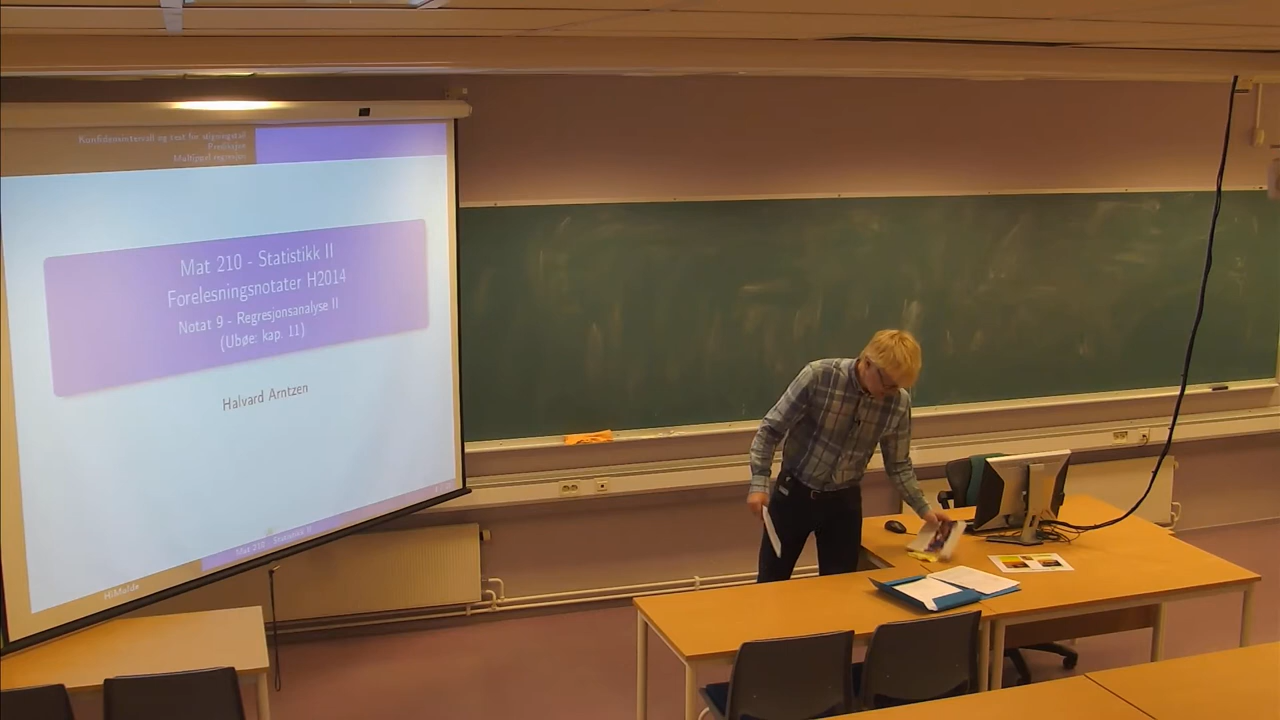 Konfidensintervall og test for stigningstall
Prediksjon
Multippel regresjon
Mat 210 - Statistikk II
Forelesningsnotater H2014
Notat 9 - Regresjonsanalyse II
(Ubøe: kap. 11)
Halvard Arntzen
HiMolde
Mat 210 - Statistikk II